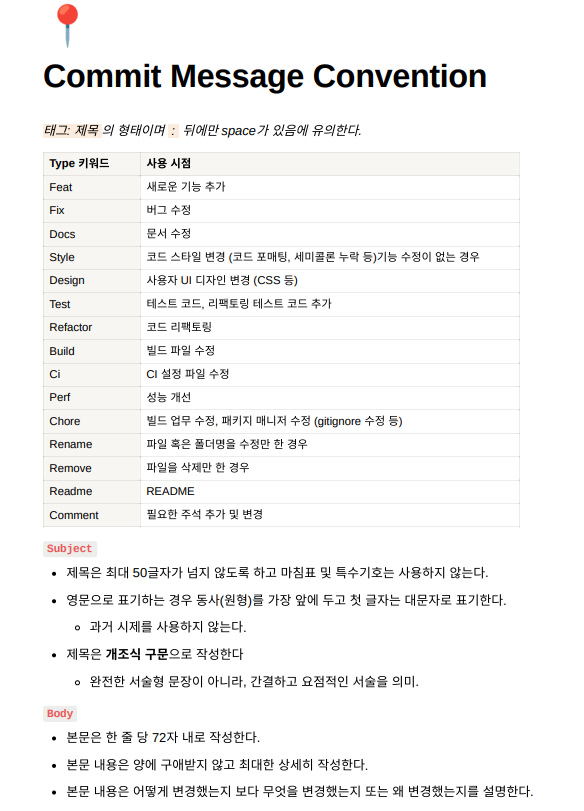 Commit Message Convention
태그: 제목 의 형태이며 : 뒤에만 space가 있음에 유의한다.
Type 키워드 사용 시점
Feat 새로운 기능 추가
Fix 버그 수정
Docs 문서 수정
Style 코드 스타일 변경 (코드 포매팅, 세미콜론 누락 등)기능 수정이 없는 경우
Design 사용자 UI 디자인 변경 (CSS 등)
Test 테스트 코드, 리팩토링 테스트 코드 추가
Refactor 코드 리팩토링
Build 빌드 파일 수정
Ci CI 설정 파일 수정
Perf 성능 개선
Chore 빌드 업무 수정, 패키지 매니저 수정 (gitignore 수정 등)
Rename 파일 혹은 폴더명을 수정만 한 경우
Remove 파일을 삭제만 한 경우
Readme README
Comment 필요한 주석 추가 및 변경
Subject
• 제목은 최대 50글자가 넘지 않도록 하고 마침표 및 특수기호는 사용하지 않는다.
• 영문으로 표기하는 경우 동사(원형)를 가장 앞에 두고 첫 글자는 대문자로 표기한다.
◦ 과거 시제를 사용하지 않는다.
• 제목은 개조식 구문으로 작성한다
◦ 완전한 서술형 문장이 아니라, 간결하고 요점적인 서술을 의미.
Body
• 본문은 한 줄 당 72자 내로 작성한다.
• 본문 내용은 양에 구애받지 않고 최대한 상세히 작성한다.
• 본문 내용은 어떻게 변경했는지 보다 무엇을 변경했는지 또는 왜 변경했는지를 설명한다.